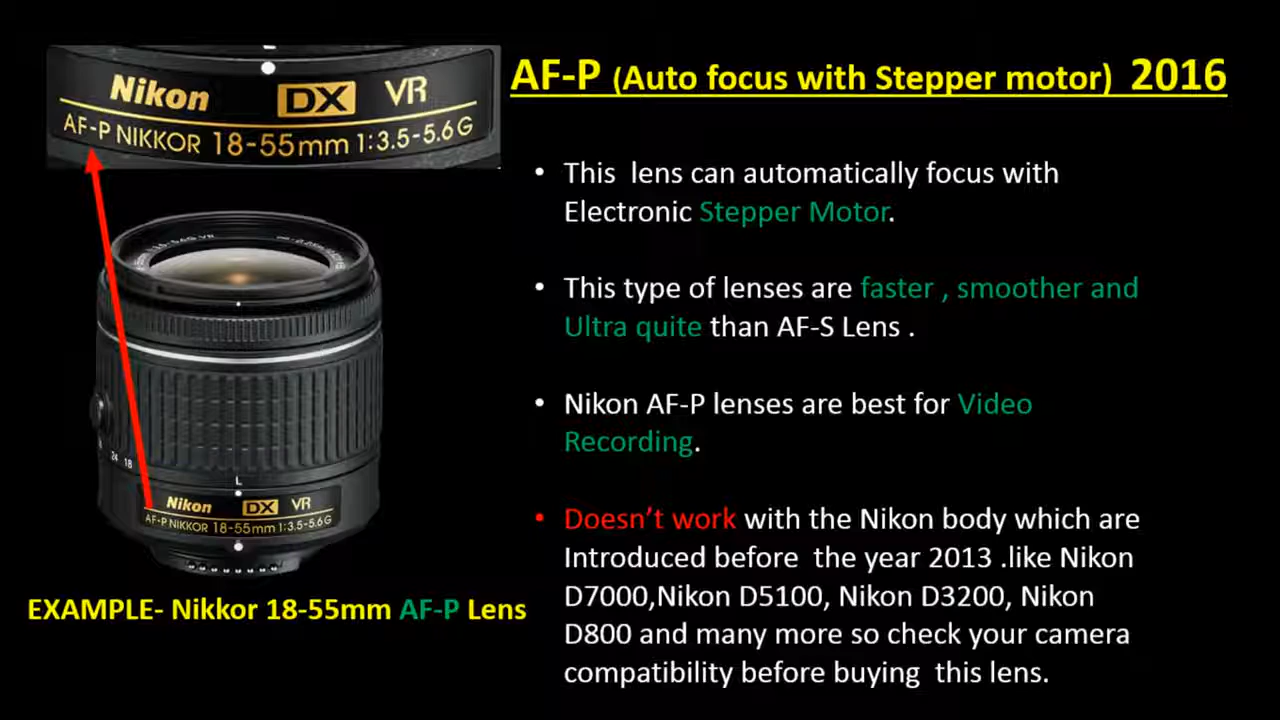 Nikon DX VR
AF-P NIKKOR 18-55mm 1:3.5-5.6 G
AF-P (Auto focus with Stepper motor) 2016
• This lens can automatically focus with
Electronic Stepper Motor.
• This type of lenses are faster , smoother and
Ultra quite than AF-S Lens .
• Nikon AF-P lenses are best for Video
Recording.
• Doesn't work with the Nikon body which are
Introduced before the year 2013 .like Nikon
D7000,Nikon D5100, Nikon D3200, Nikon
D800 and many more so check your camera
compatibility before buying this lens.
24 18
L
Nikon DX VR
AF-P NIKKOR 18-55mm 1:3.5-5.6 G
EXAMPLE- Nikkor 18-55mm AF-P Lens